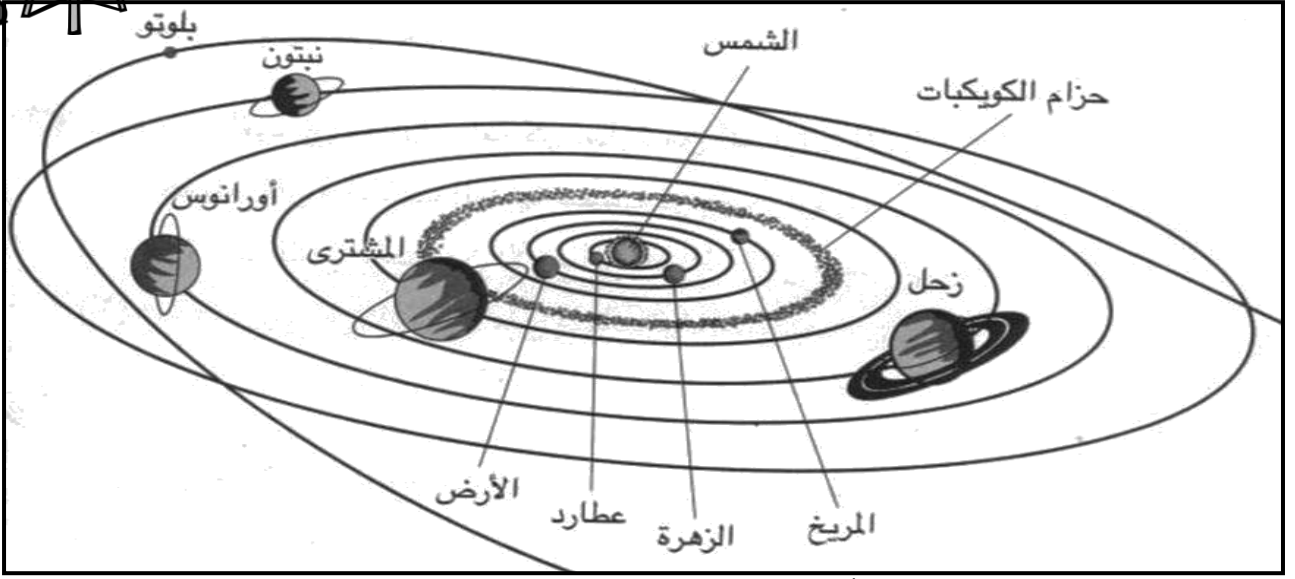 بلوتو
نبتون
الشمس
حزام الكويكبات
أورانوس
المشترى
زحل
الأرض
عطارد
الزهرة
المريخ